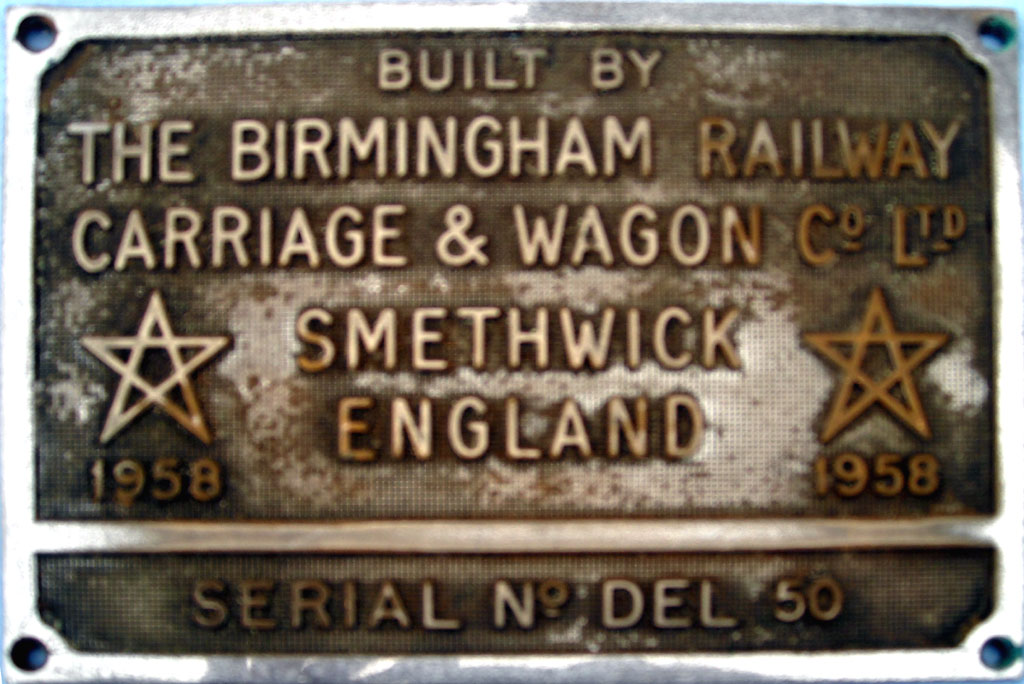 BUILT BY
THE BIRMINGHAM RAILWAY
CARRIAGE & WAGON Cº LTD
SMETHWICK
ENGLAND
1958 1958
SERIAL Nº DEL 50